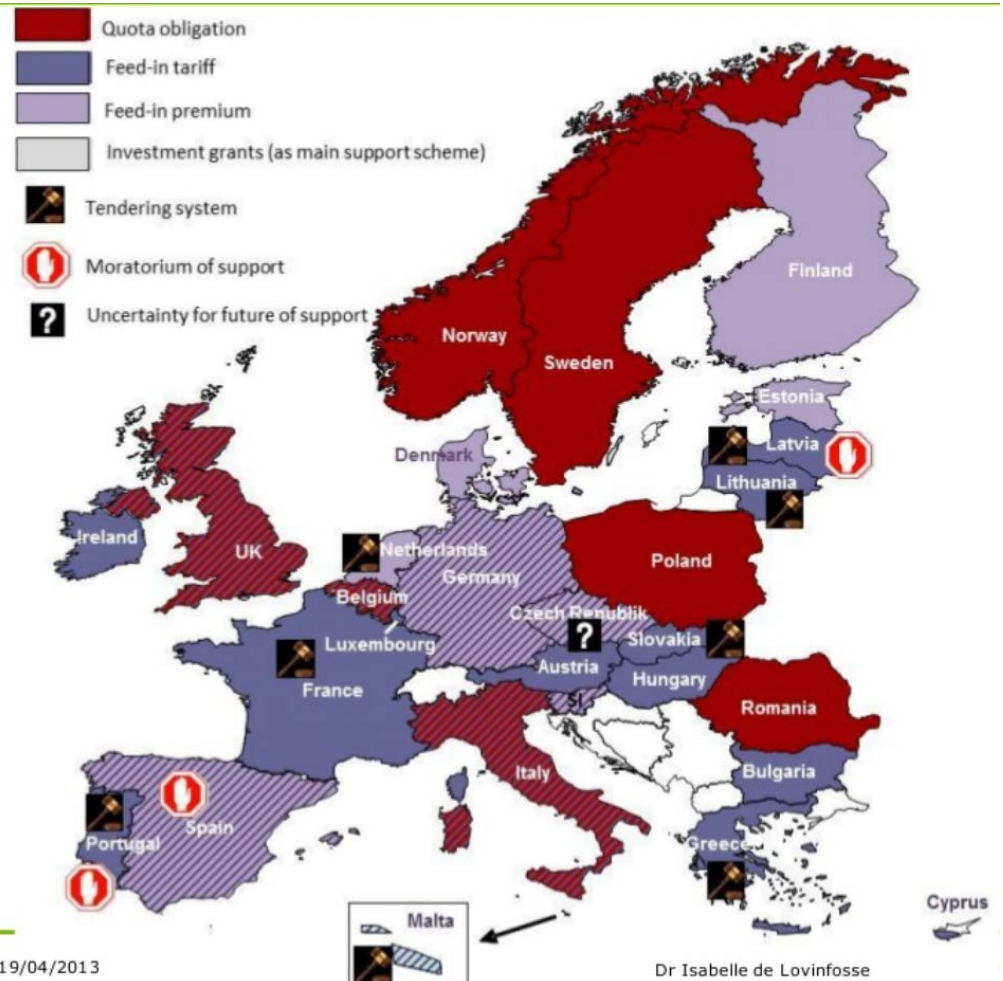 Quota obligation
Feed-in tariff
Feed-in premium
Investment grants (as main support scheme)
Tendering system
Moratorium of support
?
Uncertainty for future of support
Finland
Norway
Sweden
Estonia
Denmark
Latvia
Lithuania
Ireland
UK
Netherlands
Germany
Poland
Belgium
Czech Republik
?
Slovakia
Luxembourg
Austria
Hungary
France
Romania
Italy
Bulgaria
Spain
Portugal
Greece
Cyprus
Malta
19/04/2013
Dr Isabelle de Lovinfosse